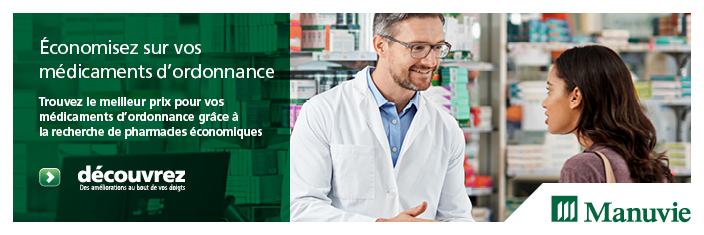 Économisez sur vos
médicaments d'ordonnance
Trouvez le meilleur prix pour vos
médicaments d'ordonnance grâce à
la recherche de pharmacies économiques
découvrez
Des améliorations au bout de vos doigts
Manuvie